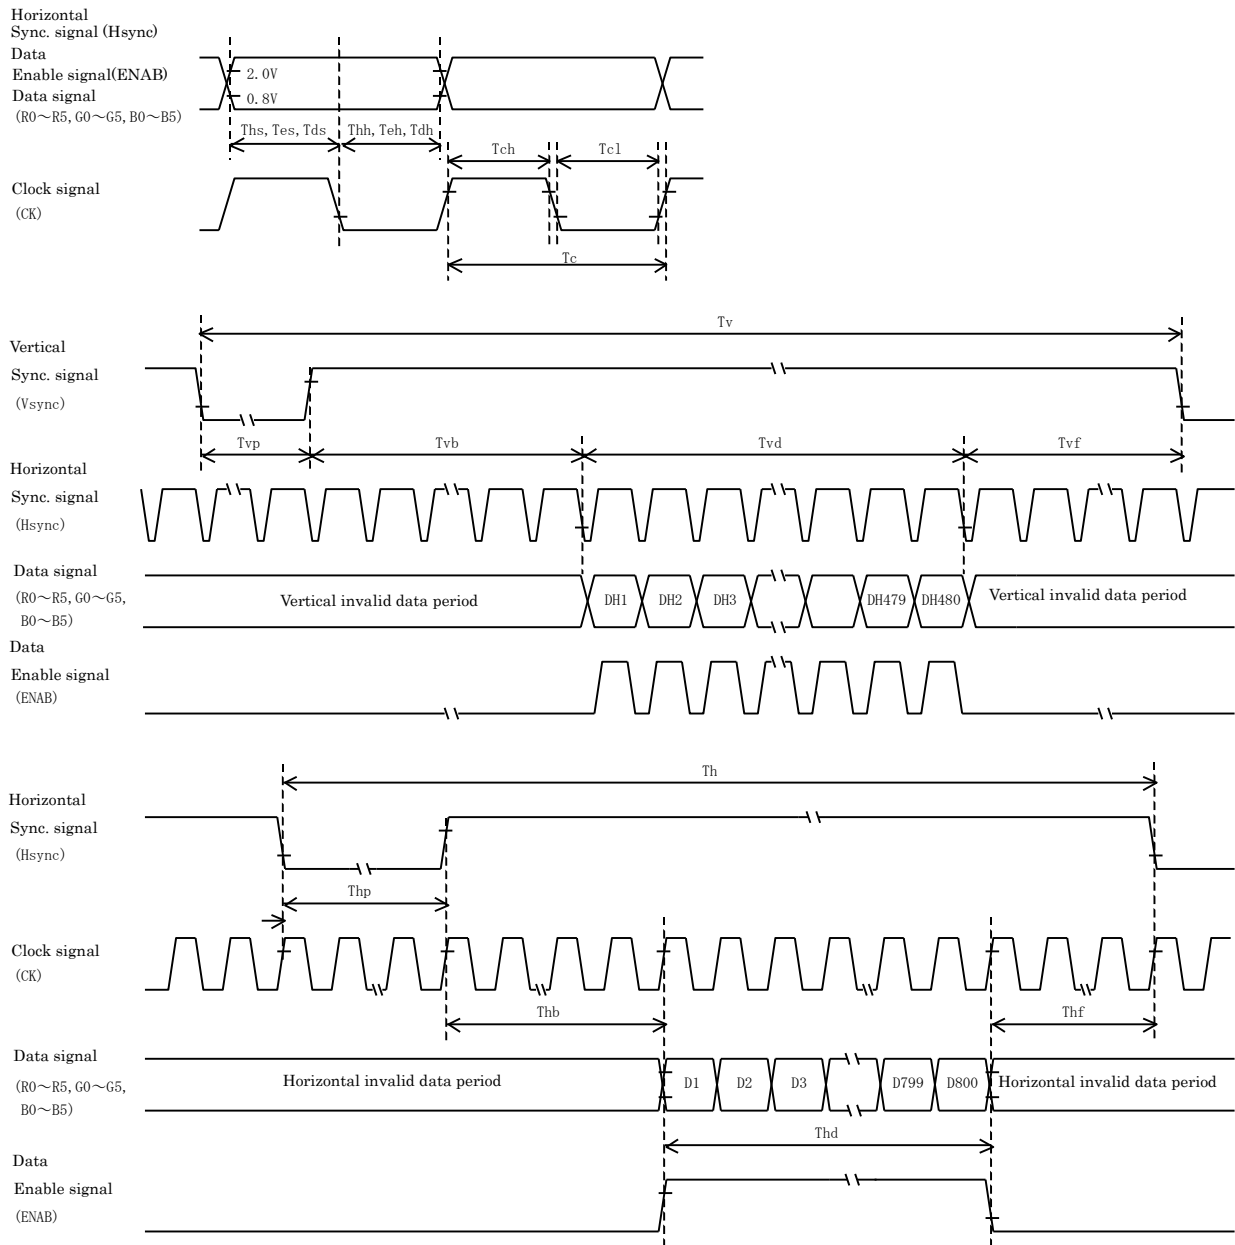 Horizontal
Sync. signal (Hsync)
Data
Enable signal(ENAB)
Data signal
(R0～R5, G0～G5, B0～B5)
2.0V
0.8V
Ths, Tes, Tds
Thh, Teh, Tdh
Tch
Tcl
Clock signal
(CK)
Tc
Tv
Vertical
Sync. signal
(Vsync)
Tvp
Tvb
Tvd
Tvf
Horizontal
Sync. signal
(Hsync)
Data signal
(R0～R5, G0～G5,
B0～B5)
Vertical invalid data period
DH1
DH2
DH3
DH479
DH480
Vertical invalid data period
Data
Enable signal
(ENAB)
Th
Horizontal
Sync. signal
(Hsync)
Thp
Clock signal
(CK)
Thb
Thf
Data signal
(R0～R5, G0～G5,
B0～B5)
Horizontal invalid data period
D1
D2
D3
D799
D800
Horizontal invalid data period
Thd
Data
Enable signal
(ENAB)